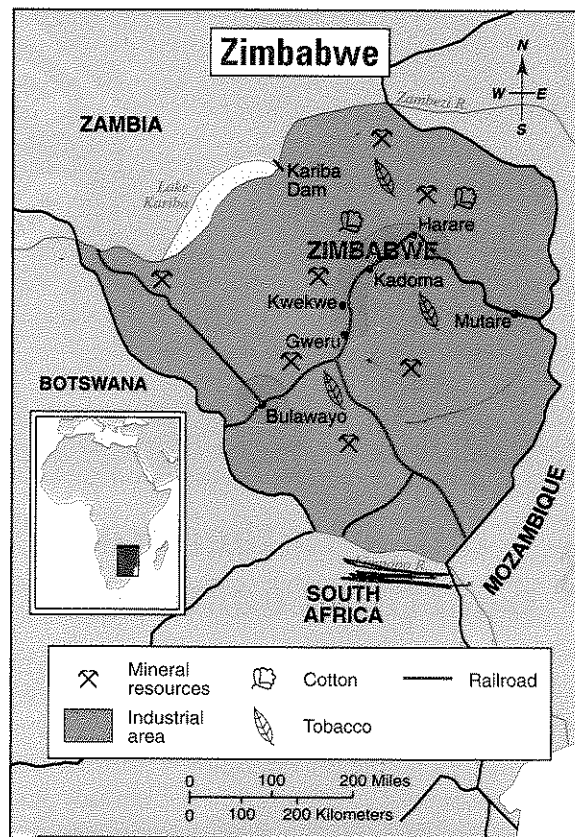 Zimbabwe
N
W E
S
Zambezi R.
ZAMBIA
Kariba
Dam
Lake
Kariba
Harare
ZIMBABWE
Kadoma
Kwekwe
Mutare
Gweru
BOTSWANA
Bulawayo
MOZAMBIQUE
SOUTH
AFRICA
Mineral
resources
Cotton
Railroad
Industrial
area
Tobacco
0 100 200 Miles
0 100 200 Kilometers